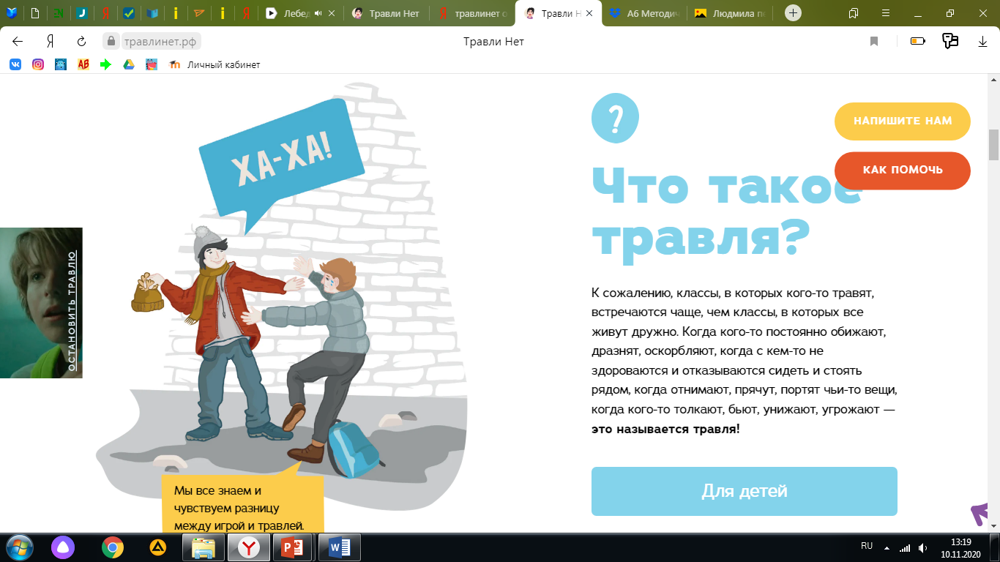 Лебед
Травли Нет
травлинет о
Травли Н
А6 Методич
Людмила п
травлинет.рф
Травли Нет
Личный кабинет
ХА-ХА!
ОСТАНОВИТЬ ТРАВЛЮ
Мы все знаем и
чувствуем разницу
между игрой и травлей.
?
НАПИШИТЕ НАМ
КАК ПОМОЧЬ
Что такое
травля?
К сожалению, классы, в которых кого-то травят,
встречаются чаще, чем классы, в которых все
живут дружно. Когда кого-то постоянно обижают,
дразнят, оскорбляют, когда с кем-то не
здороваются и отказываются сидеть и стоять
рядом, когда отнимают, прячут, портят чьи-то вещи,
когда кого-то толкают, бьют, унижают, угрожают —
это называется травля!
Для детей
RU
13:19
10.11.2020